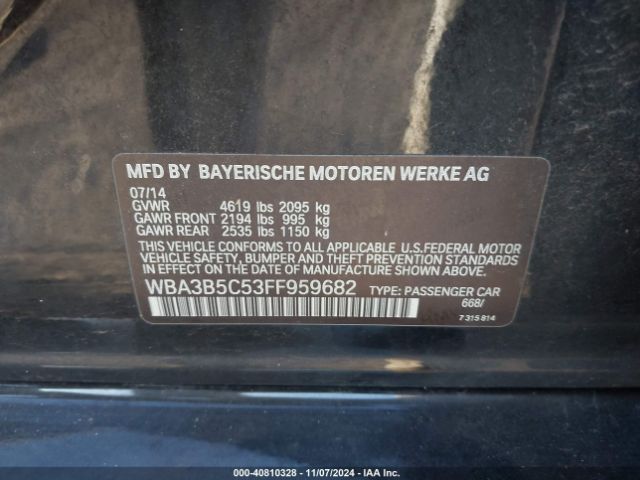 MFD BY BAYERISCHE MOTOREN WERKE AG
07/14
GVWR 4619 lbs 2095 kg
GAWR FRONT 2194 lbs 995 kg
GAWR REAR 2535 lbs 1150 kg
THIS VEHICLE CONFORMS TO ALL APPLICABLE U.S.FEDERAL MOTOR
VEHICLE SAFETY, BUMPER, AND THEFT PREVENTION STANDARDS
IN EFFECT ON THE DATE OF MANUFACTURE SHOWN ABOVE.
WBA3B5C53FF959682 TYPE: PASSENGER CAR
668/
7 315 814
000-40810328 - 11/07/2024 - IAA Inc.